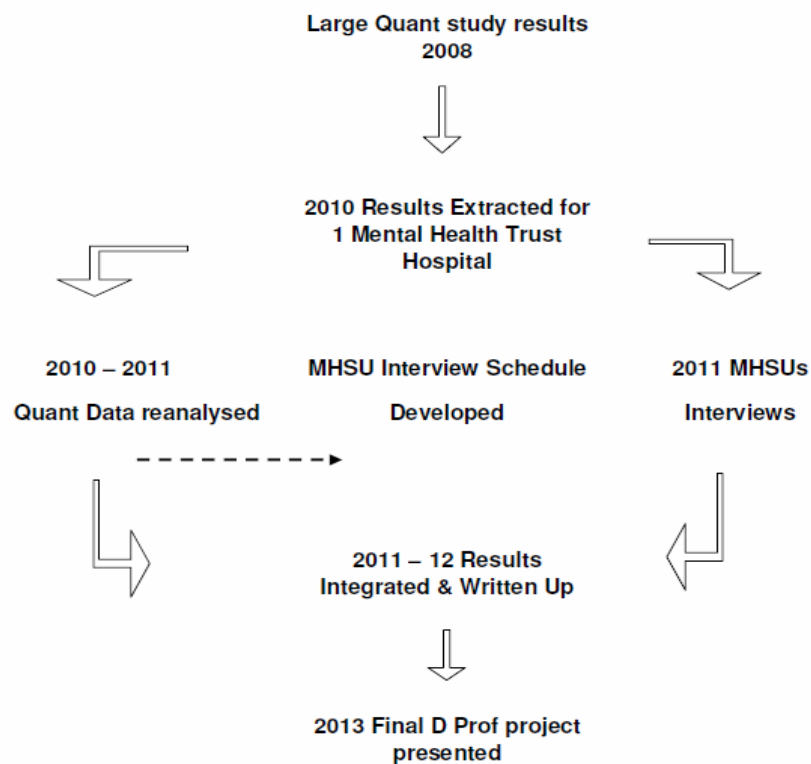 Large Quant study results
2008
2010 Results Extracted for
1 Mental Health Trust
Hospital
2010 – 2011
Quant Data reanalysed
MHSU Interview Schedule
Developed
2011 MHSUs
Interviews
2011 – 12 Results
Integrated & Written Up
2013 Final D Prof project
presented